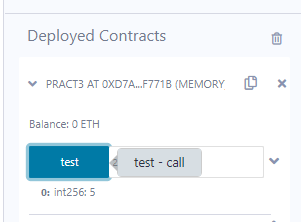 Deployed Contracts
PRACT3 AT 0XD7A...F771B (MEMORY)
Balance: 0 ETH
test
test - call
0: int256: 5